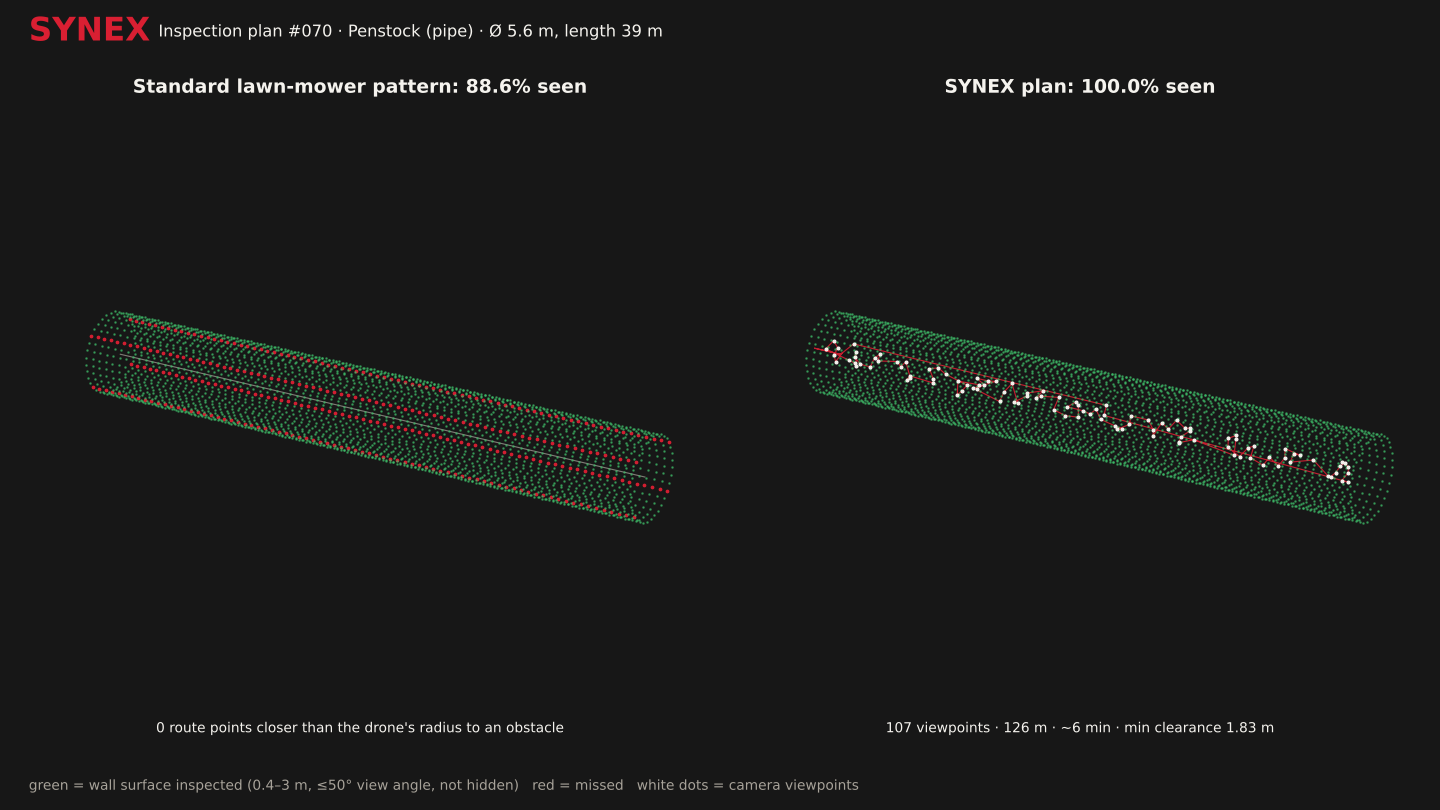 SYNEX Inspection plan #070 · Penstock (pipe) · Ø 5.6 m, length 39 m
Standard lawn-mower pattern: 88.6% seen
SYNEX plan: 100.0% seen
0 route points closer than the drone's radius to an obstacle
107 viewpoints · 126 m · ~6 min · min clearance 1.83 m
green = wall surface inspected (0.4–3 m, ≤50° view angle, not hidden)   red = missed   white dots = camera viewpoints